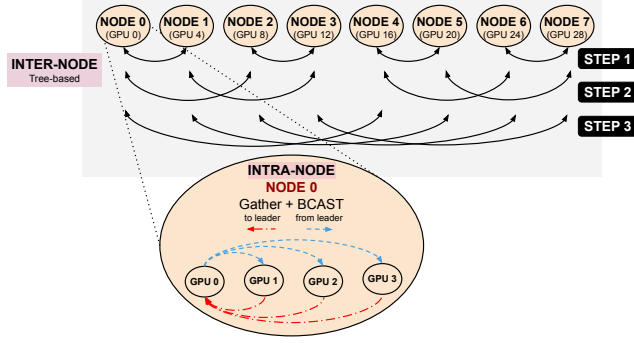 NODE 0 NODE 1 NODE 2 NODE 3 NODE 4 NODE 5 NODE 6 NODE 7
(GPU 0) (GPU 4) (GPU 8) (GPU 12) (GPU 16) (GPU 20) (GPU 24) (GPU 28)
INTER-NODE
Tree-based
STEP 1
STEP 2
STEP 3
INTRA-NODE
NODE 0
Gather + BCAST
to leader from leader
GPU 0 GPU 1 GPU 2 GPU 3